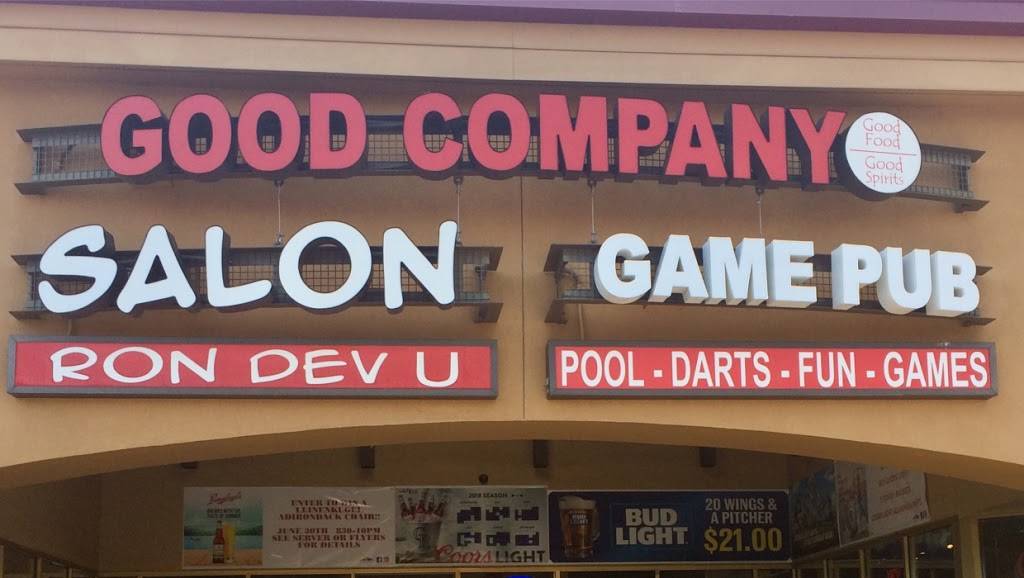 GOOD COMPANY
Good
Food
Good
Spirits
SALON
GAME PUB
RON DEV U
POOL - DARTS - FUN - GAMES
ENTER TO WIN A
LEINENKUGEL
ADIRONDACK CHAIR!!
JUNE 30TH 830-10PM
SEE SERVER OR FLYERS
FOR DETAILS
2018 SEASON
Coors LIGHT
BUD
LIGHT
20 WINGS &
A PITCHER
$21.00